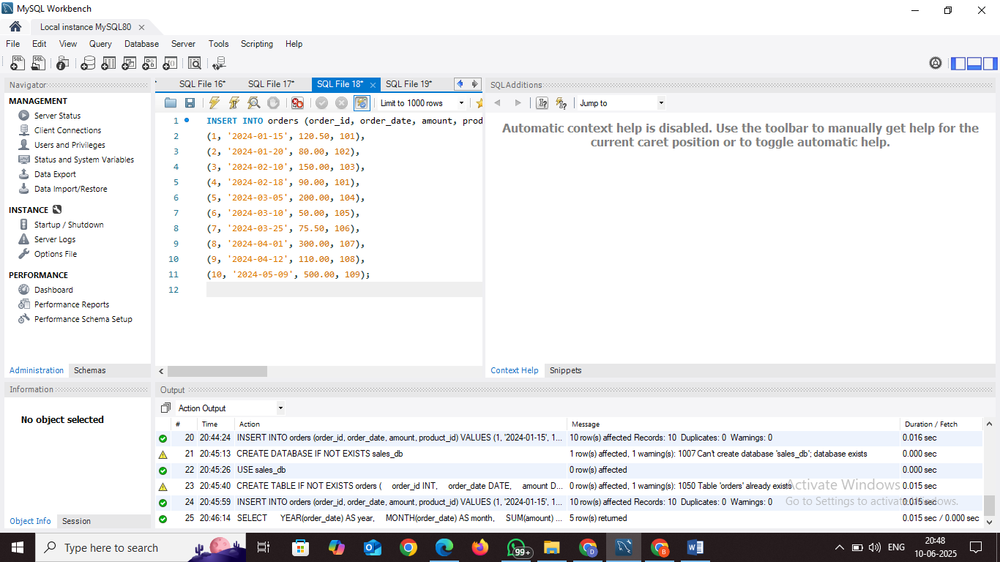 MySQL Workbench
Local instance MySQL80
File Edit View Query Database Server Tools Scripting Help
Navigator
MANAGEMENT
Server Status
Client Connections
Users and Privileges
Status and System Variables
Data Export
Data Import/Restore
INSTANCE
Startup / Shutdown
Server Logs
Options File
PERFORMANCE
Dashboard
Performance Reports
Performance Schema Setup
Administration Schemas
Information
No object selected
Object Info Session
SQL File 16* SQL File 17* SQL File 18* SQL File 19*
Limit to 1000 rows
1 INSERT INTO orders (order_id, order_date, amount, prod
2 (1, '2024-01-15', 120.50, 101),
3 (2, '2024-01-20', 80.00, 102),
4 (3, '2024-02-10', 150.00, 103),
5 (4, '2024-02-18', 90.00, 101),
6 (5, '2024-03-05', 200.00, 104),
7 (6, '2024-03-10', 50.00, 105),
8 (7, '2024-03-25', 75.50, 106),
9 (8, '2024-04-01', 300.00, 107),
10 (9, '2024-04-12', 110.00, 108),
11 (10, '2024-05-09', 500.00, 109);
12
SQLAdditions
Jump to
Automatic context help is disabled. Use the toolbar to manually get help for the
current caret position or to toggle automatic help.
Context Help Snippets
Output
Action Output
# Time Action Message Duration / Fetch
20 20:44:24 INSERT INTO orders (order_id, order_date, amount, product_id) VALUES (1, '2024-01-15', 1... 10 row(s) affected Records: 10 Duplicates: 0 Warnings: 0 0.016 sec
21 20:45:13 CREATE DATABASE IF NOT EXISTS sales_db 1 row(s) affected, 1 warning(s): 1007 Can't create database 'sales_db'; database exists 0.000 sec
22 20:45:26 USE sales_db 0 row(s) affected 0.000 sec
23 20:45:40 CREATE TABLE IF NOT EXISTS orders ( order_id INT, order_date DATE, amount D... 0 row(s) affected, 1 warning(s): 1050 Table 'orders' already exists 0.015 sec
24 20:45:59 INSERT INTO orders (order_id, order_date, amount, product_id) VALUES (1, '2024-01-15', 1... 10 row(s) affected Records: 10 Duplicates: 0 Warnings: 0 0.015 sec
25 20:46:14 SELECT YEAR(order_date) AS year, MONTH(order_date) AS month, SUM(amount) ... 5 row(s) returned 0.015 sec / 0.000 sec
Activate Windows
Go to Settings to activate Windows.
Type here to search
99+
ENG
20:48
10-06-2025